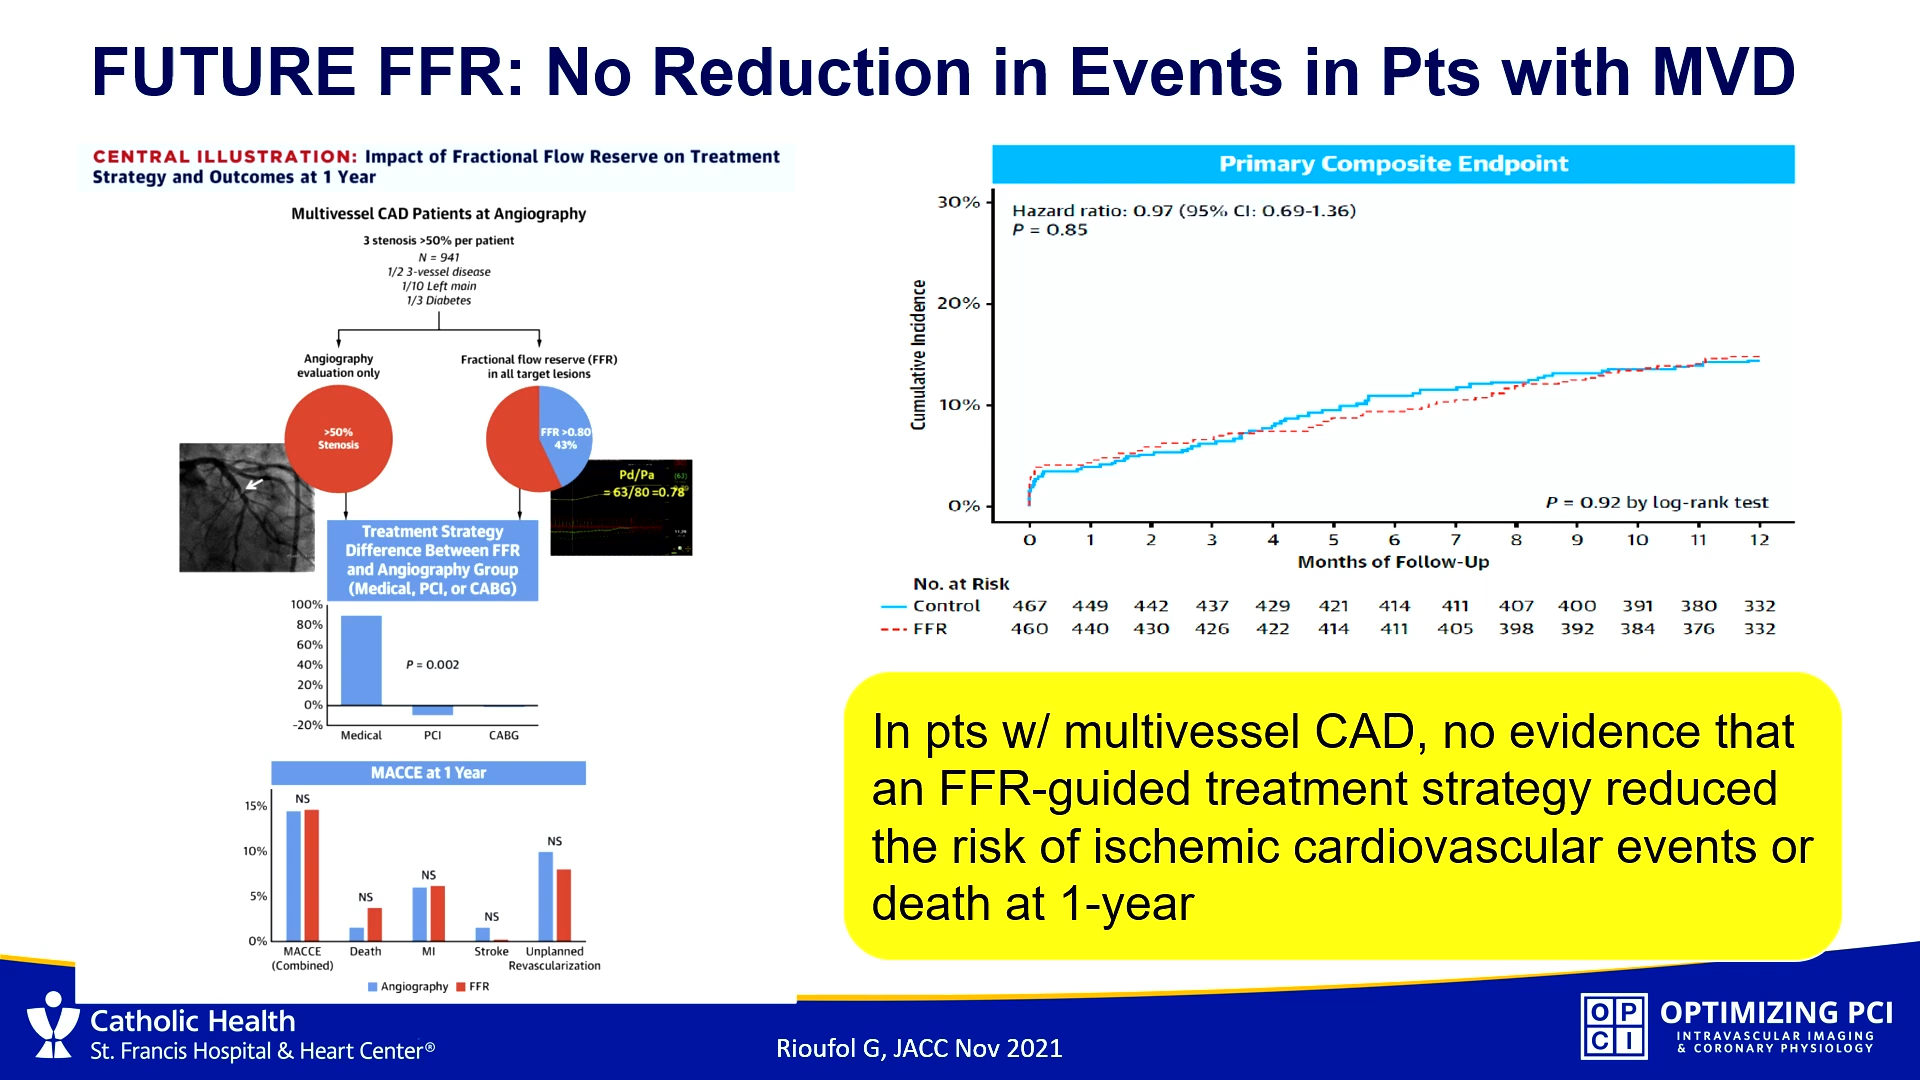 FUTURE FFR: No Reduction in Events in Pts with MVD
CENTRAL ILLUSTRATION: Impact of Fractional Flow Reserve on Treatment
Strategy and Outcomes at 1 Year
Multivessel CAD Patients at Angiography
3 stenosis >50% per patient
N = 941
1/2 3-vessel disease
1/10 Left main
1/3 Diabetes
Angiography
evaluation only
Fractional flow reserve (FFR)
in all target lesions
>50%
Stenosis
FFR >0.80
43%
Pd/Pa
= 63/80 =0.78
Treatment Strategy
Difference Between FFR
and Angiography Group
(Medical, PCI, or CABG)
100%
80%
60%
40%
20%
0%
-20%
P = 0.002
Medical PCI CABG
MACCE at 1 Year
15%
10%
5%
0%
NS
NS
NS
NS
NS
MACCE
(Combined)
Death
MI
Stroke
Unplanned
Revascularization
Angiography FFR
Primary Composite Endpoint
Hazard ratio: 0.97 (95% CI: 0.69-1.36)
P = 0.85
Cumulative Incidence
30%
20%
10%
0%
P = 0.92 by log-rank test
0 1 2 3 4 5 6 7 8 9 10 11 12
Months of Follow-Up
No. at Risk
Control 467 449 442 437 429 421 414 411 407 400 391 380 332
FFR 460 440 430 426 422 414 411 405 398 392 384 376 332
In pts w/ multivessel CAD, no evidence that
an FFR-guided treatment strategy reduced
the risk of ischemic cardiovascular events or
death at 1-year
Catholic Health
St. Francis Hospital & Heart Center®
Rioufol G, JACC Nov 2021
OP
CI
OPTIMIZING PCI
INTRAVASCULAR IMAGING
& CORONARY PHYSIOLOGY